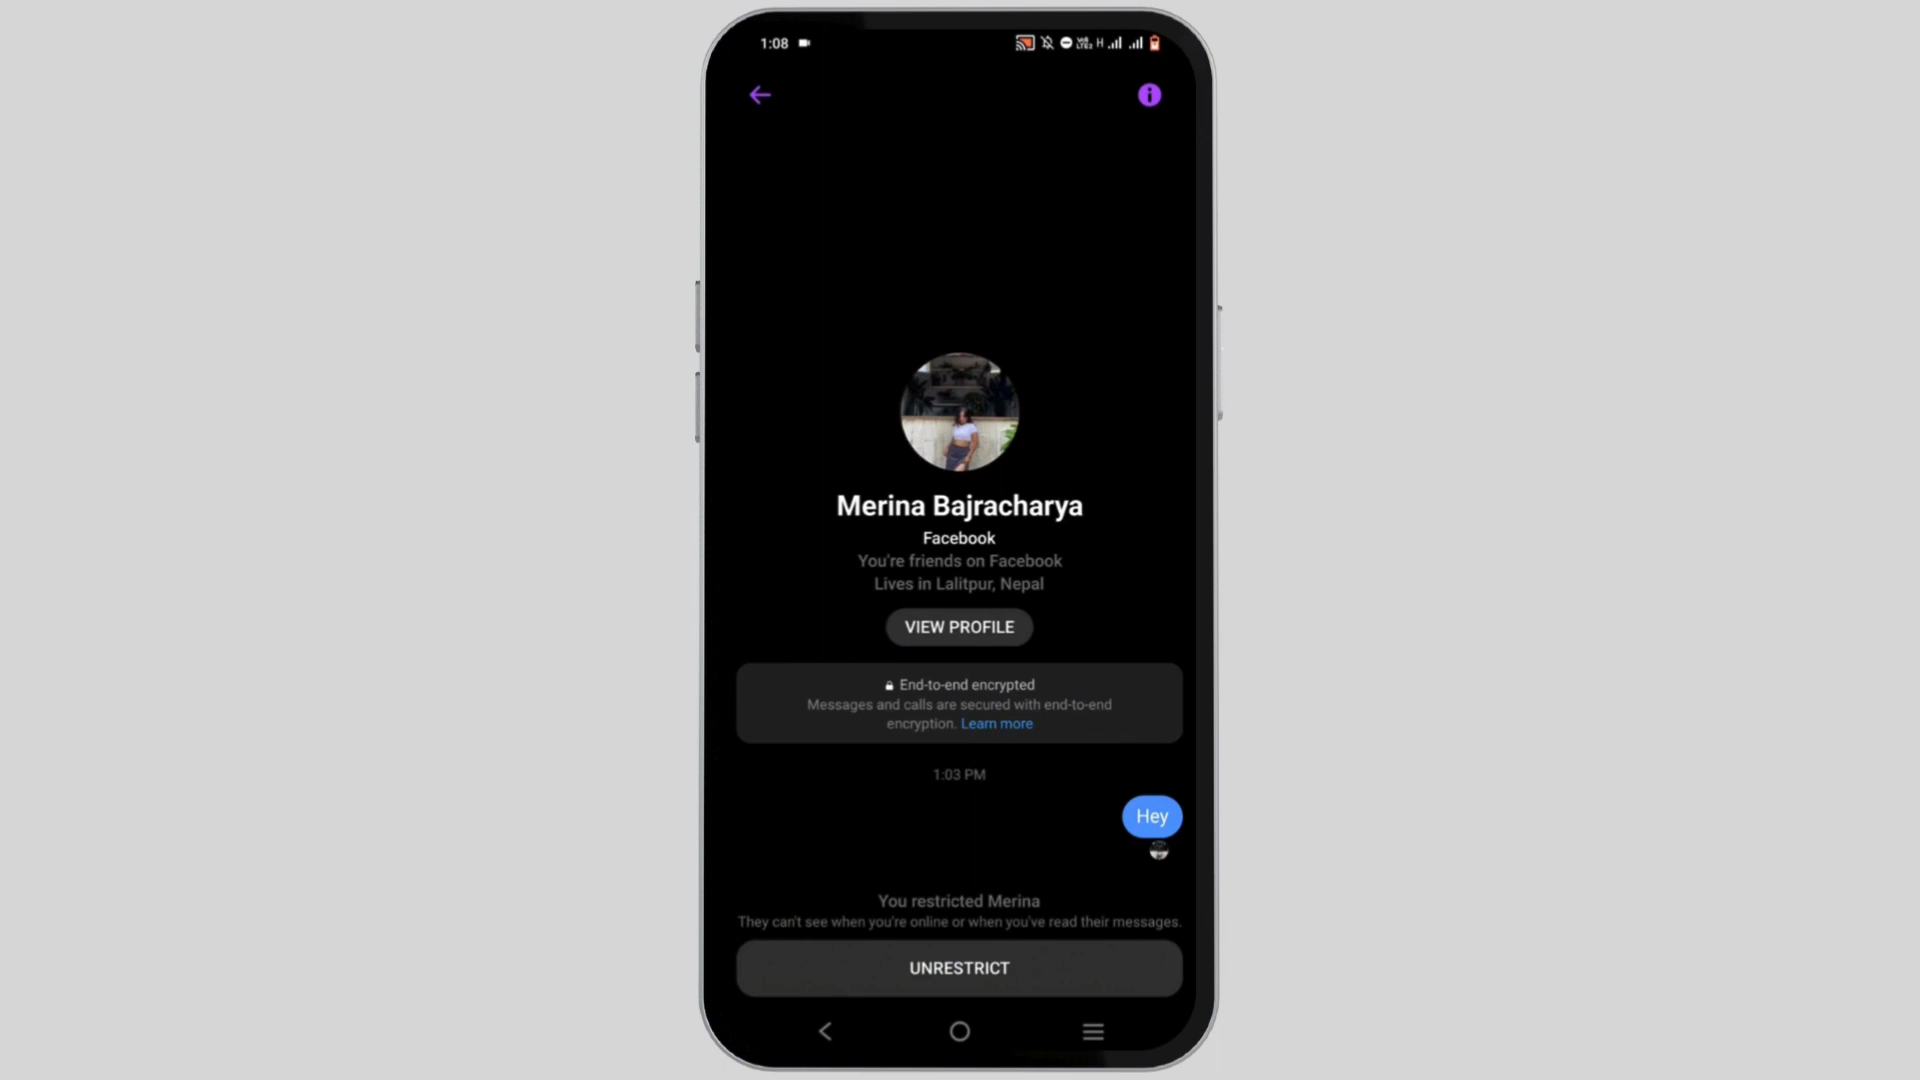 1:08
H
Merina Bajracharya
Facebook
You're friends on Facebook
Lives in Lalitpur, Nepal
VIEW PROFILE
End-to-end encrypted
Messages and calls are secured with end-to-end
encryption. Learn more
1:03 PM
Hey
You restricted Merina
They can't see when you're online or when you've read their messages.
UNRESTRICT